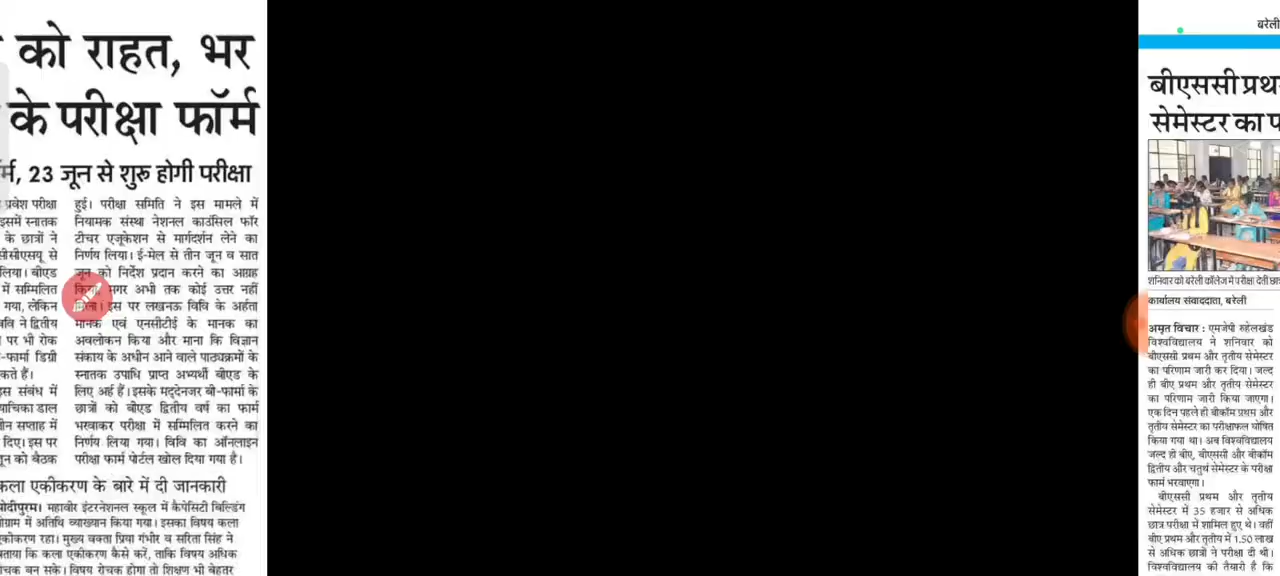 को राहत, भर
के परीक्षा फॉर्म
र्म, 23 जून से शुरू होगी परीक्षा
प्रवेश परीक्षा
इसमें स्नातक
के छात्रों ने
सीसीएसयू से
लिया। बीएड
में सम्मिलित
गया, लेकिन
ववि ने द्वितीय
पर भी रोक
-फार्मा डिग्री
कते हैं।
इस संबंध में
याचिका डाल
तीन सप्ताह में
दिए। इस पर
जून को बैठक
हुई। परीक्षा समिति ने इस मामले में
नियामक संस्था नेशनल काउंसिल फॉर
टीचर एजूकेशन से मार्गदर्शन लेने का
निर्णय लिया। ई-मेल से तीन जून व सात
जून को निर्देश प्रदान करने का आग्रह
किया मगर अभी तक कोई उत्तर नहीं
मिला। इस पर लखनऊ विवि के अर्हता
मानक एवं एनसीटीई के मानक का
अवलोकन किया और माना कि विज्ञान
संकाय के अधीन आने वाले पाठ्यक्रमों के
स्नातक उपाधि प्राप्त अभ्यर्थी बीएड के
लिए अर्ह हैं। इसके मद्देनजर बी-फार्मा के
छात्रों को बीएड द्वितीय वर्ष का फार्म
भरवाकर परीक्षा में सम्मिलित करने का
निर्णय लिया गया। विवि का ऑनलाइन
परीक्षा फार्म पोर्टल खोल दिया गया है।
कला एकीकरण के बारे में दी जानकारी
मोदीपुरम। महावीर इंटरनेशनल स्कूल में कैपेसिटी बिल्डिंग
प्रोग्राम में अतिथि व्याख्यान किया गया। इसका विषय कला
एकीकरण रहा। मुख्य वक्ता प्रिया गंभीर व सरिता सिंह ने
बताया कि कला एकीकरण कैसे करें, ताकि विषय अधिक
रोचक बन सके। विषय रोचक होगा तो शिक्षण भी बेहतर
बरेली
बीएससी प्रथ
सेमेस्टर का प
शनिवार को बरेली कॉलेज में परीक्षा देती छा
कार्यालय संवाददाता, बरेली
अमृत विचार : एमजेपी रुहेलखंड
विश्वविद्यालय ने शनिवार को
बीएससी प्रथम और तृतीय सेमेस्टर
का परिणाम जारी कर दिया। जल्द
ही बीए प्रथम और तृतीय सेमेस्टर
का परिणाम जारी किया जाएगा।
एक दिन पहले ही बीकॉम प्रथम और
तृतीय सेमेस्टर का परीक्षाफल घोषित
किया गया था। अब विश्वविद्यालय
जल्द ही बीए, बीएससी और बीकॉम
द्वितीय और चतुर्थ सेमेस्टर के परीक्षा
फार्म भरवाएगा।
बीएससी प्रथम और तृतीय
सेमेस्टर में 35 हजार से अधिक
छात्र परीक्षा में शामिल हुए थे। वहीं
बीए प्रथम और तृतीय में 1.50 लाख
से अधिक छात्रों ने परीक्षा दी थी।
विश्वविद्यालय की तैयारी है कि